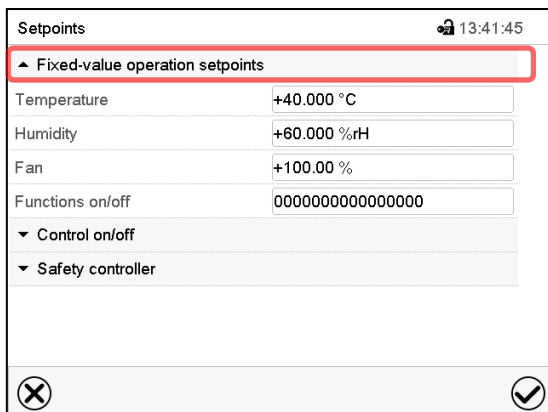 Setpoints 13:41:45
Fixed-value operation setpoints
Temperature +40.000 °C
Humidity +60.000 %rH
Fan +100.00 %
Functions on/off 0000000000000000
Control on/off
Safety controller